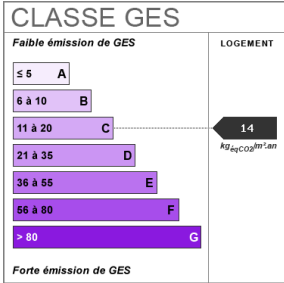 CLASSE GES
Faible émission de GES
LOGEMENT
≤ 5 A
6 à 10 B
11 à 20 C
14
kgéqCO2/m².an
21 à 35 D
36 à 55 E
56 à 80 F
> 80 G
Forte émission de GES